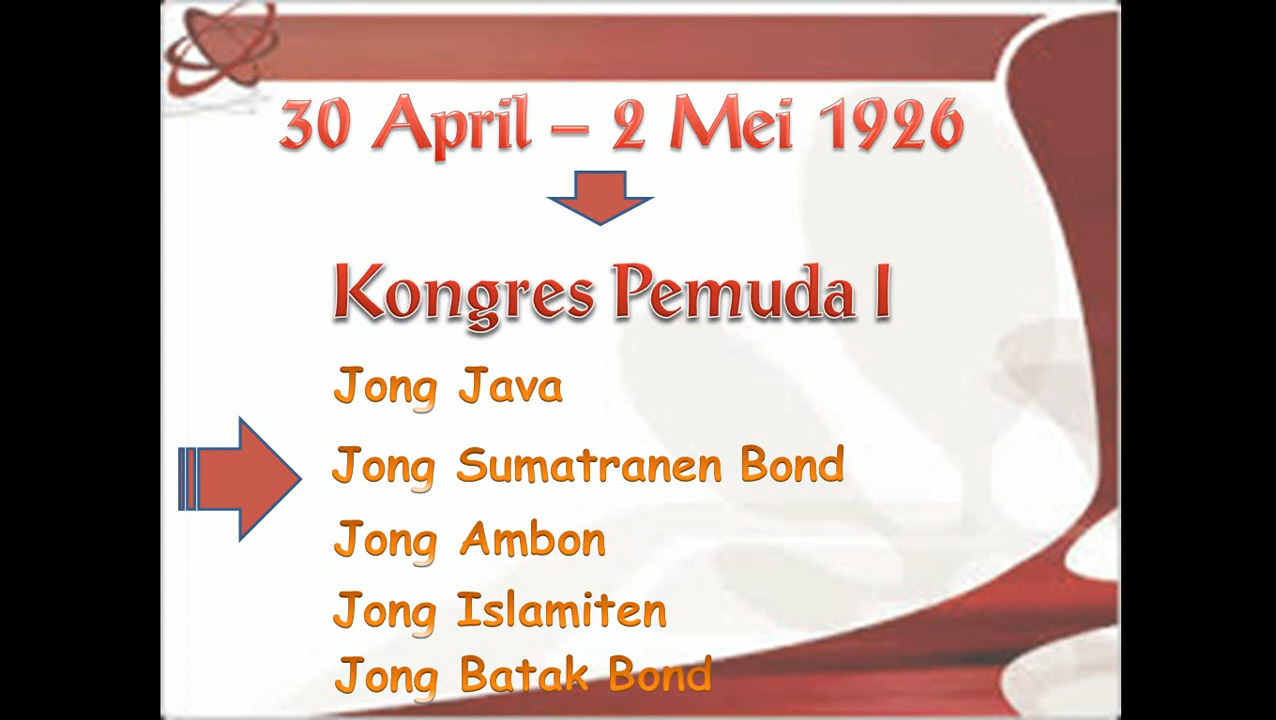 30 April – 2 Mei 1926
Kongres Pemuda I
Jong Java
Jong Sumatranen Bond
Jong Ambon
Jong Islamiten
Jong Batak Bond